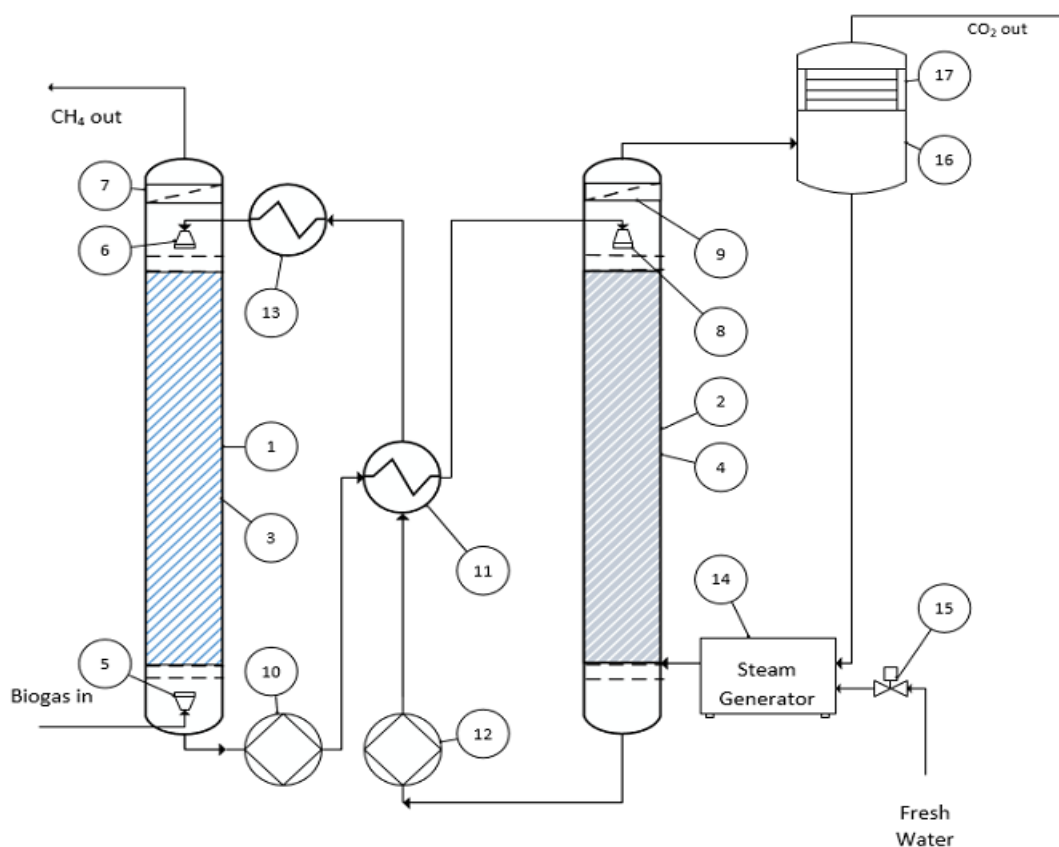 CO₂ out
17
CH₄ out
16
7
6
9
13
8
2
1
4
3
11
14
15
5
10
Steam
Generator
Biogas in
12
Fresh
Water